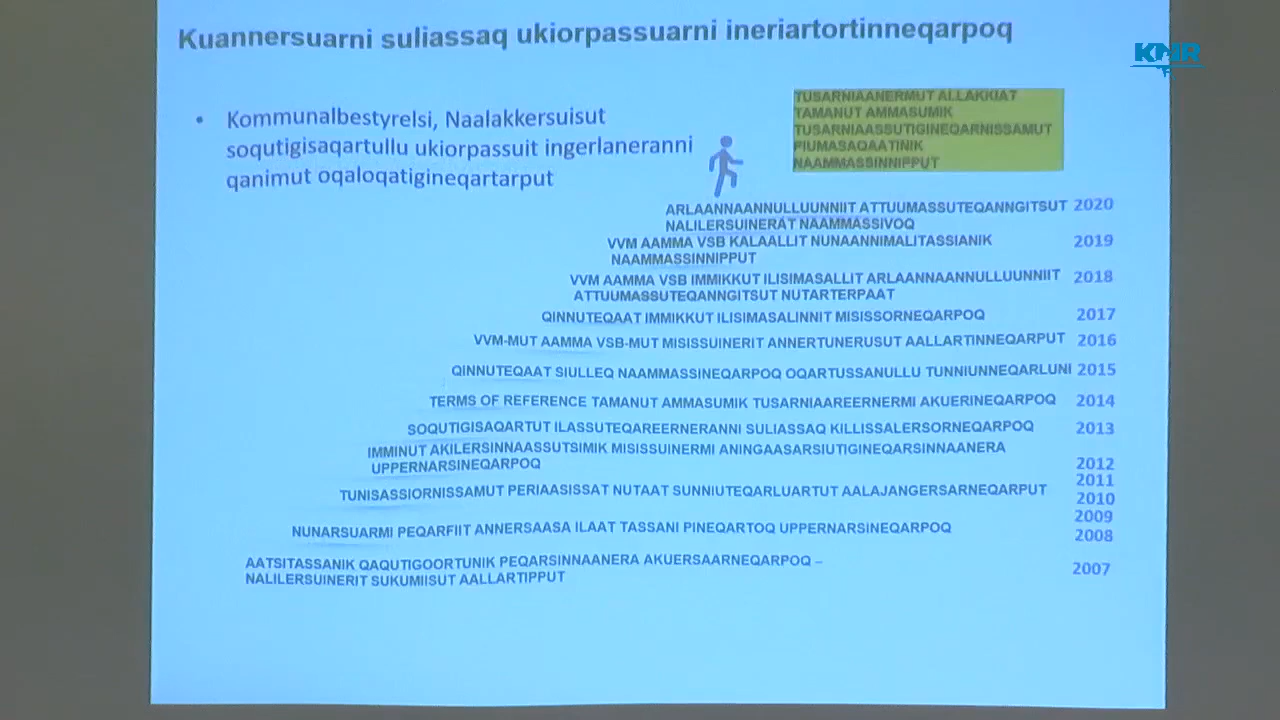 Kuannersuarni suliassaq ukiorpassuarni ineriartortinneqarpoq
KNR
• Kommunalbestyrelsi, Naalakkersuisut
soqutigisaqartullu ukiorpassuit ingerlaneranni
qanimut oqaloqatigineqartarput
TUSARNIAANERMUT ALLAKKIAT
TAMANUT AMMASUMIK
TUSARNIAASSUTIGINEQARNISSAMUT
PIUMASAQAATINIK
NAAMMASSINNIPPUT
ARLAANNAANNULLUUNNIIT ATTUUMASSUTEQANNGITSUT 2020
NALILERSUINERAT NAAMMASSIVOQ
VVM AAMMA VSB KALAALLIT NUNAANNIMALITASSIANIK 2019
NAAMMASSINNIPPUT
VVM AAMMA VSB IMMIKKUT ILISIMASALLIT ARLAANNAANNULLUUNNIIT 2018
ATTUUMASSUTEQANNGITSUT NUTARTERPAAT
QINNUTEQAAT IMMIKKUT ILISIMASALINNIT MISISSORNEQARPOQ 2017
VVM-MUT AAMMA VSB-MUT MISISSUINERIT ANNERTUNERUSUT AALLARTINNEQARPUT 2016
QINNUTEQAAT SIULLEQ NAAMMASSINEQARPOQ OQARTUSSANULLU TUNNIUNNEQARLUNI 2015
TERMS OF REFERENCE TAMANUT AMMASUMIK TUSARNIAAREERNERMI AKUERINEQARPOQ 2014
SOQUTIGISAQARTUT ILASSUTEQAREERNERANNI SULIASSAQ KILLISSALERSORNEQARPOQ 2013
IMMINUT AKILERSINNAASSUTSIMIK MISISSUINERMI ANINGAASARSIUTIGINEQARSINNAANERA
UPPERNARSINEQARPOQ 2012
2011
TUNISASSIORNISSAMUT PERIAASISSAT NUTAAT SUNNIUTEQARLUARTUT AALAJANGERSARNEQARPUT 2010
2009
NUNARSUARMI PEQARFIIT ANNERSAASA ILAAT TASSANI PINEQARTOQ UPPERNARSINEQARPOQ 2008
AATSITASSANIK QAQUTIGOORTUNIK PEQARSINNAANERA AKUERSAARNEQARPOQ – 2007
NALILERSUINERIT SUKUMIISUT AALLARTIPPUT